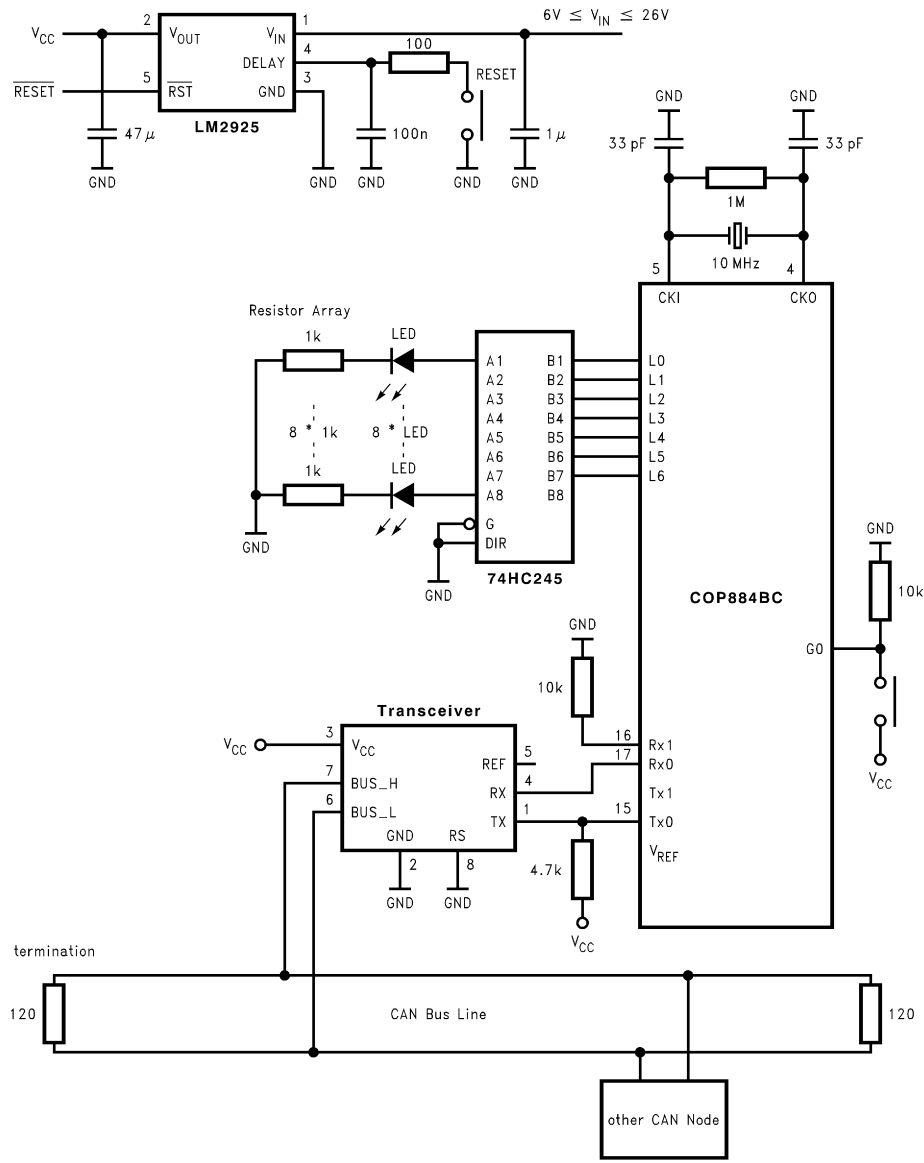 6V ≤ VIN ≤ 26V
VCC 2 VOUT VIN 1
4 100
DELAY
RESET
RESET 5 RST GND 3
LM2925
47µ 100n 1µ
GND GND GND GND GND
GND GND
33 pF 33 pF
1M
10 MHz
5 4
CKI CKO
Resistor Array
1k LED
A1 B1 L0
A2 B2 L1
A3 B3 L2
A4 B4 L3
8 * 1k 8 * LED
A5 B5 L4
A6 B6 L5
1k LED
A7 B7 L6
A8 B8
G
GND
DIR
74HC245
GND
COP884BC
GND
10k
G0
VCC
GND
10k
Transceiver
VCC 3 VCC
16 Rx1
REF 5
17 Rx0
7 BUS_H
RX 4
Tx1
6 BUS_L
TX 1
15 Tx0
GND RS
VREF
2 8
4.7k
GND GND
VCC
termination
120 CAN Bus Line 120
other CAN Node